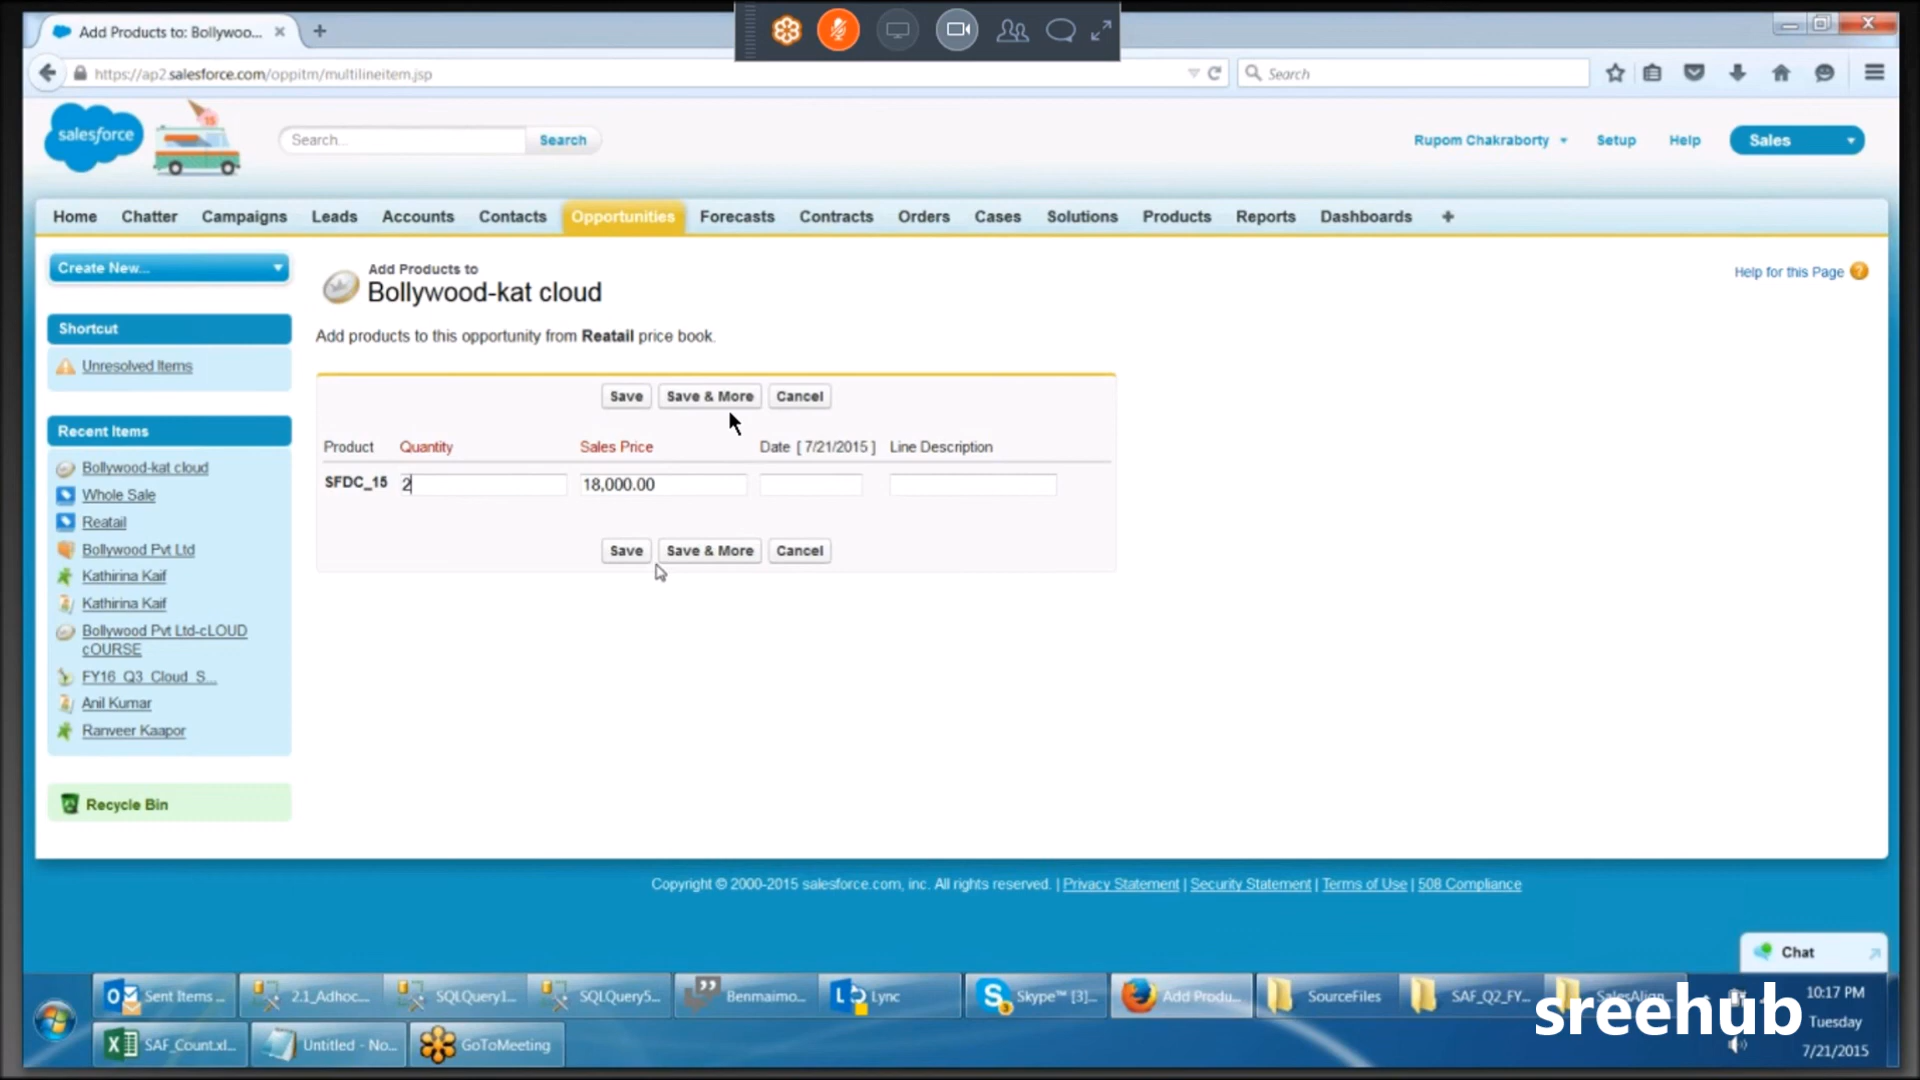 Add Products to: Bollywoo...
https://ap2.salesforce.com/oppitm/multilineitem.jsp
Search
salesforce
15
Search...
Search
Rupom Chakraborty
Setup
Help
Sales
Home
Chatter
Campaigns
Leads
Accounts
Contacts
Opportunities
Forecasts
Contracts
Orders
Cases
Solutions
Products
Reports
Dashboards
Create New...
Shortcut
Unresolved Items
Recent Items
Bollywood-kat cloud
Whole Sale
Reatail
Bollywood Pvt Ltd
Kathirina Kaif
Kathirina Kaif
Bollywood Pvt Ltd-cLOUD
cOURSE
FY16_Q3_Cloud_S...
Anil Kumar
Ranveer Kaapor
Recycle Bin
Add Products to
Bollywood-kat cloud
Help for this Page
Add products to this opportunity from Reatail price book.
Save
Save & More
Cancel
Product
Quantity
Sales Price
Date [ 7/21/2015 ]
Line Description
SFDC_15
2
18,000.00
Save
Save & More
Cancel
Copyright © 2000-2015 salesforce.com, inc. All rights reserved. | Privacy Statement | Security Statement | Terms of Use | 508 Compliance
Chat
Sent Items ...
2.1_Adhoc...
SQLQuery1...
SQLQuery5...
Benmaimo...
Lync
Skype™ [3]...
Add Produ...
SourceFiles
SAF_Q2_FY...
SalesAlign...
10:17 PM
Tuesday
7/21/2015
SAF_Count.xl...
Untitled - No...
GoToMeeting
sreehub